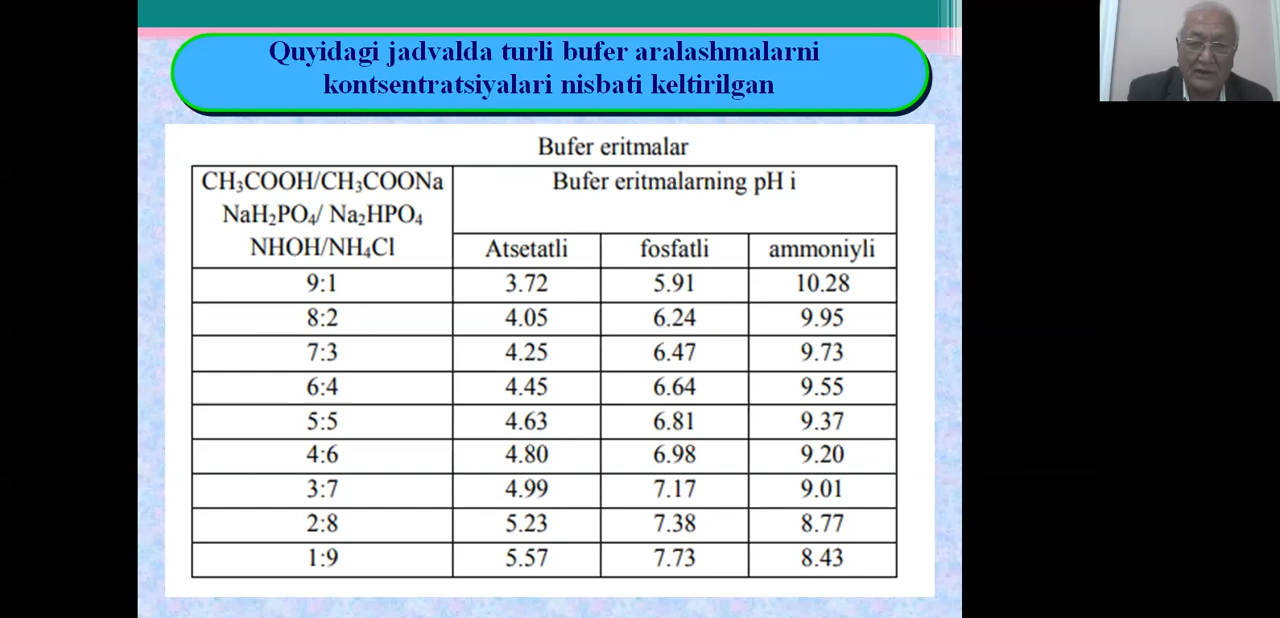 Quyidagi jadvalda turli bufer aralashmalarni
kontsentratsiyalari nisbati keltirilgan
Bufer eritmalar
CH₃COOH/CH₃COONa Bufer eritmalarning pH i
NaH₂PO₄/ Na₂HPO₄
NHOH/NH₄Cl Atsetatli fosfatli ammoniyli
9:1 3.72 5.91 10.28
8:2 4.05 6.24 9.95
7:3 4.25 6.47 9.73
6:4 4.45 6.64 9.55
5:5 4.63 6.81 9.37
4:6 4.80 6.98 9.20
3:7 4.99 7.17 9.01
2:8 5.23 7.38 8.77
1:9 5.57 7.73 8.43